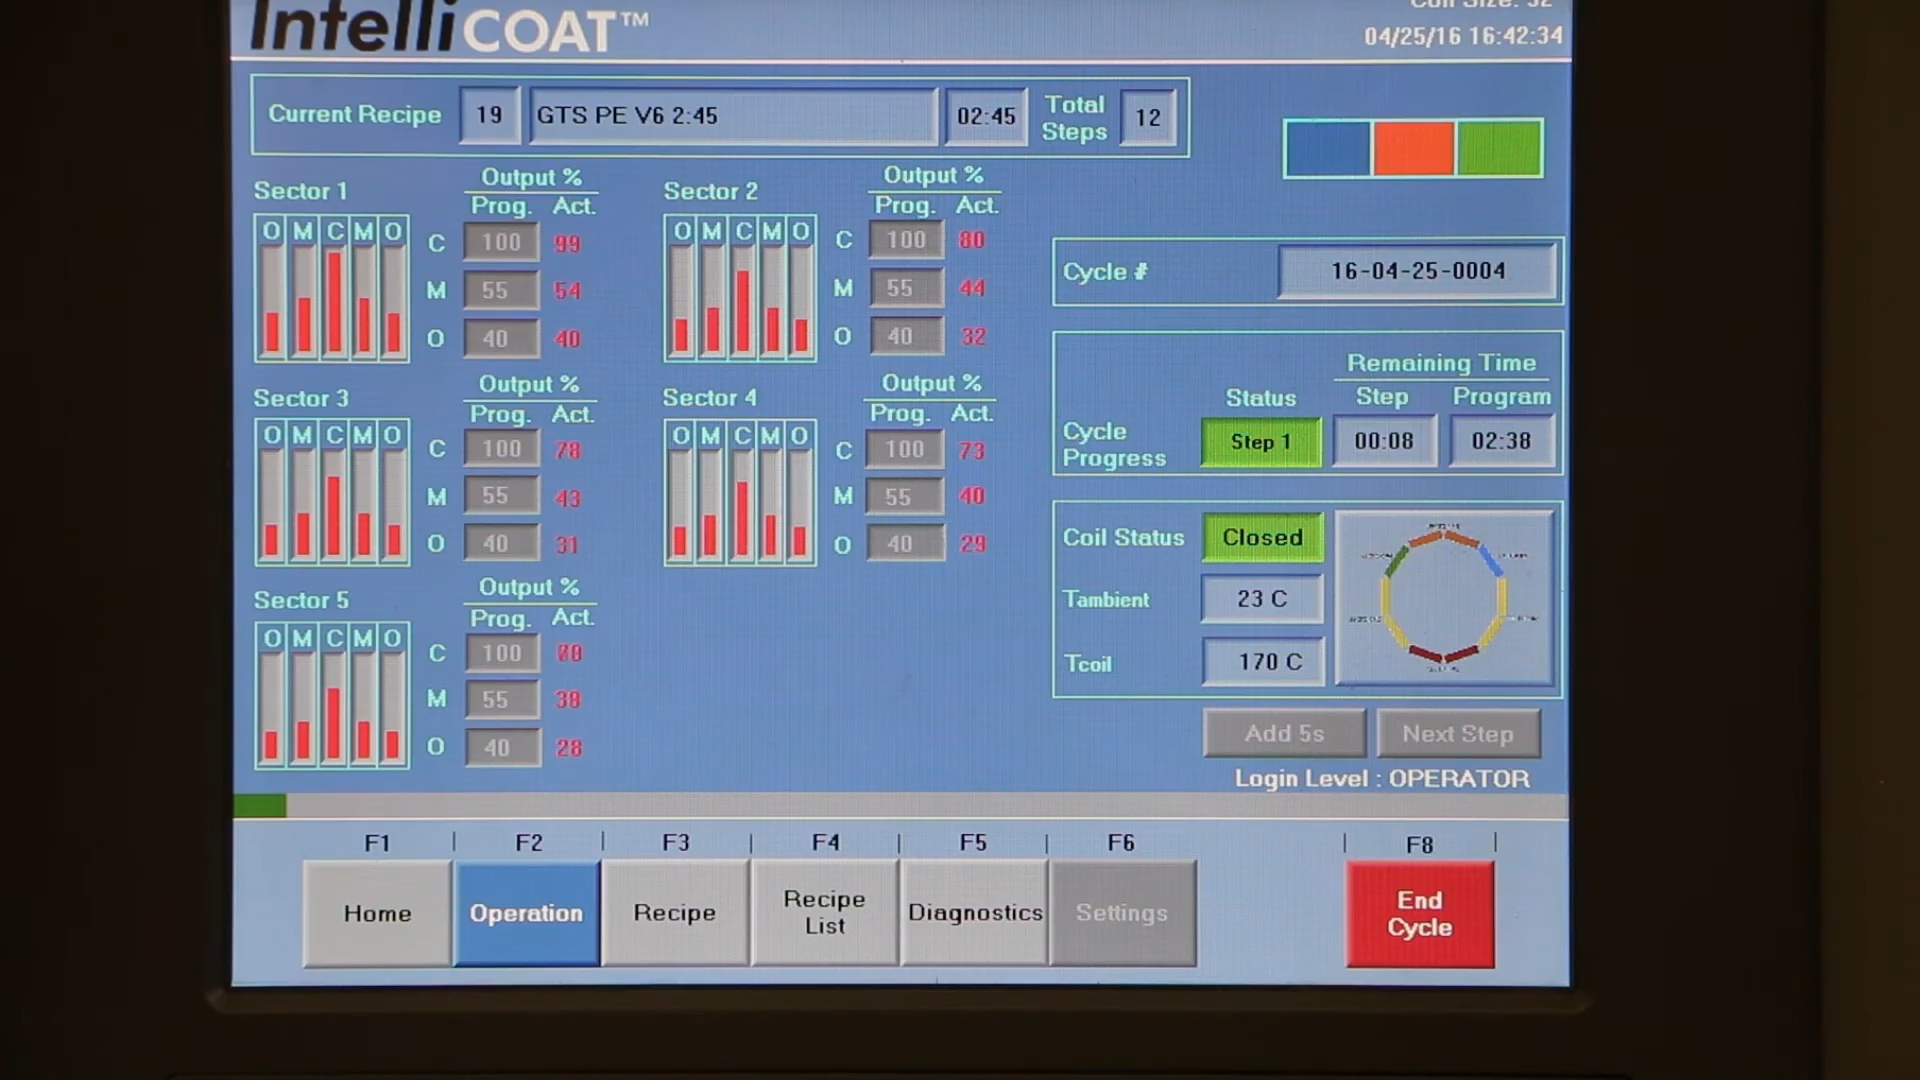 IntelliCOAT™
04/25/16 16:42:34
Current Recipe 19 GTS PE V6 2:45 02:45 Total Steps 12
Sector 1
Output %
Prog. Act.
O M C M O
C 100 99
M 55 54
O 40 40
Sector 2
Output %
Prog. Act.
O M C M O
C 100 80
M 55 44
O 40 32
Cycle # 16-04-25-0004
Remaining Time
Status Step Program
Cycle Progress Step 1 00:08 02:38
Sector 3
Output %
Prog. Act.
O M C M O
C 100 78
M 55 43
O 40 31
Sector 4
Output %
Prog. Act.
O M C M O
C 100 73
M 55 40
O 40 29
Coil Status Closed
Tambient 23 C
Tcoil 170 C
Sector 5
Output %
Prog. Act.
O M C M O
C 100
M 55 38
O 40 28
Add 5s Next Step
Login Level : OPERATOR
F1 F2 F3 F4 F5 F6 F8
Home Operation Recipe Recipe List Diagnostics Settings End Cycle